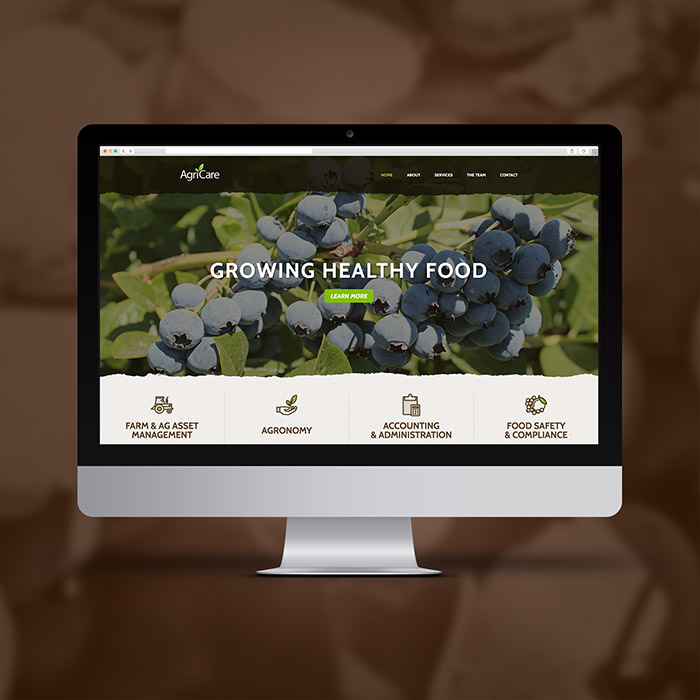 AgriCare
HOME ABOUT SERVICES THE TEAM CONTACT
GROWING HEALTHY FOOD
LEARN MORE
FARM & AG ASSET
MANAGEMENT
AGRONOMY
ACCOUNTING
& ADMINISTRATION
FOOD SAFETY
& COMPLIANCE